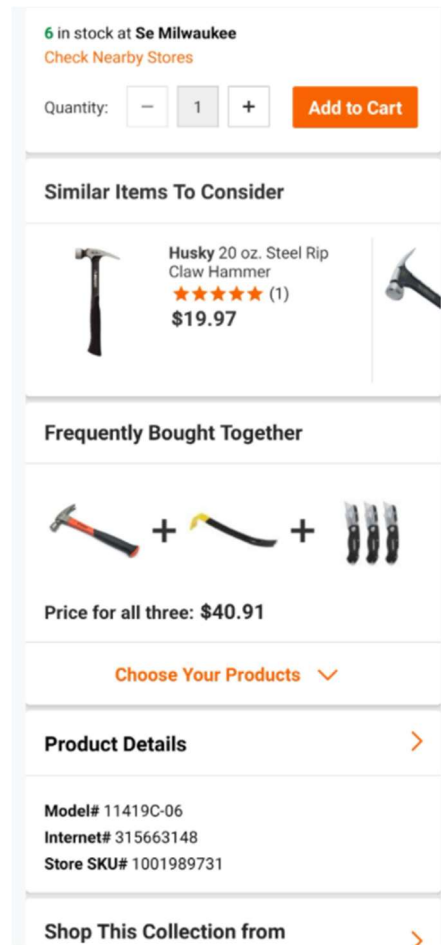 6 in stock at Se Milwaukee
Check Nearby Stores
Quantity: − 1 + Add to Cart
Similar Items To Consider
Husky 20 oz. Steel Rip
Claw Hammer
★★★★★ (1)
$19.97
Frequently Bought Together
+ +
Price for all three: $40.91
Choose Your Products
Product Details
Model# 11419C-06
Internet# 315663148
Store SKU# 1001989731
Shop This Collection from